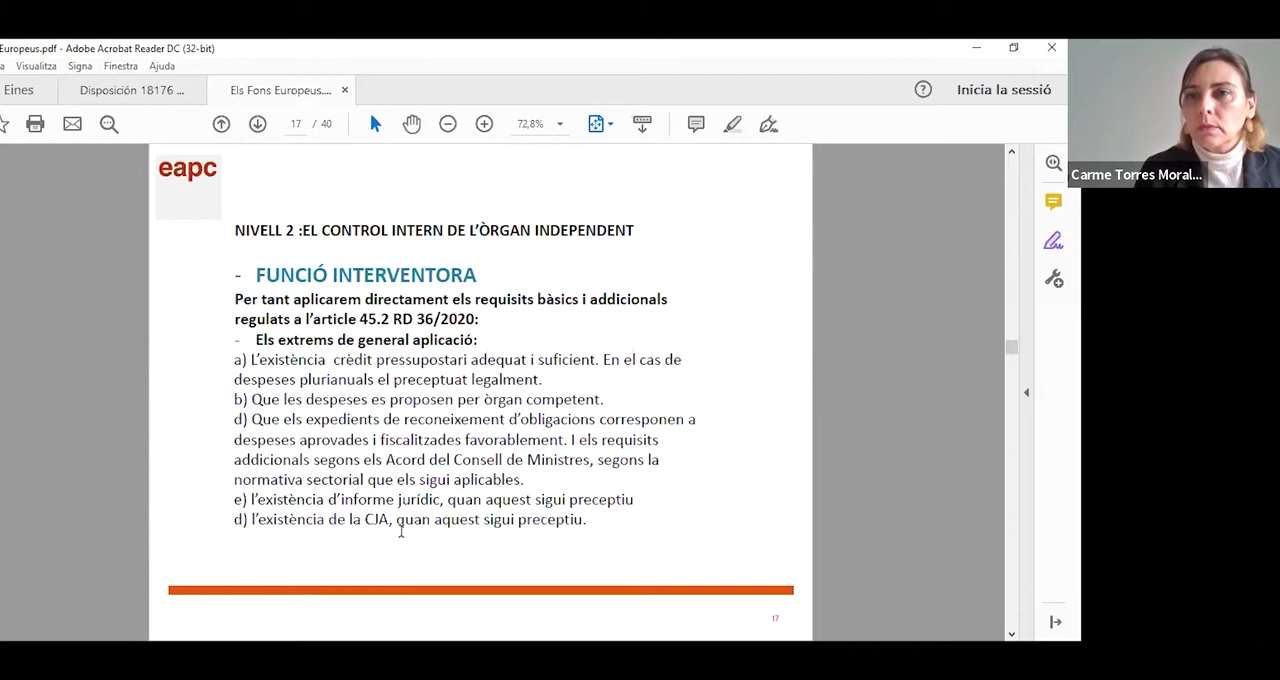 Europeus.pdf - Adobe Acrobat Reader DC (32-bit)
a Visualitza Signa Finestra Ajuda
Eines Disposición 18176 ... Els Fons Europeus.... × Inicia la sessió
17 / 40 72,8%
Carme Torres Moral...
eapc
NIVELL 2 :EL CONTROL INTERN DE L’ÒRGAN INDEPENDENT
- FUNCIÓ INTERVENTORA
Per tant aplicarem directament els requisits bàsics i addicionals
regulats a l’article 45.2 RD 36/2020:
- Els extrems de general aplicació:
a) L’existència crèdit pressupostari adequat i suficient. En el cas de
despeses plurianuals el preceptuat legalment.
b) Que les despeses es proposen per òrgan competent.
d) Que els expedients de reconeixement d’obligacions corresponen a
despeses aprovades i fiscalitzades favorablement. I els requisits
addicionals segons els Acord del Consell de Ministres, segons la
normativa sectorial que els sigui aplicables.
e) l’existència d’informe jurídic, quan aquest sigui preceptiu
d) l’existència de la CJA, quan aquest sigui preceptiu.
17